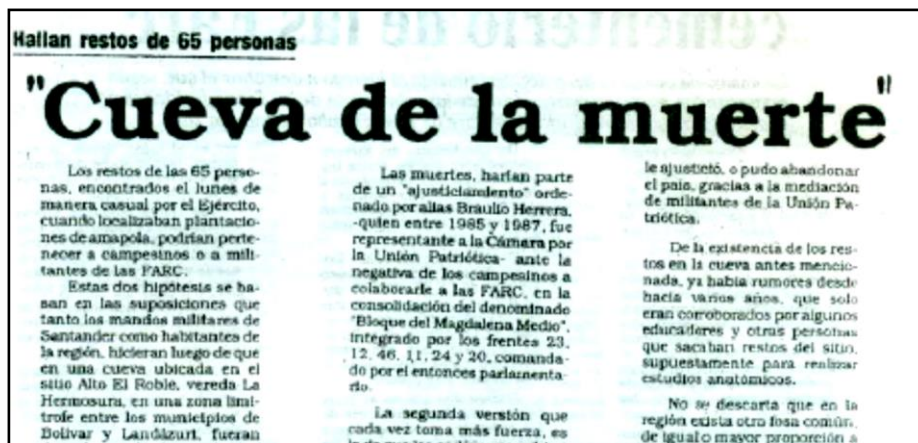 Hallan restos de 65 personas
"Cueva de la muerte"
Los restos de las 65 perso-
nas, encontrados el lunes de
manera casual por el Ejército,
cuando localizaban plantacio-
nes de amapola, podrían perte-
necer a campesinos o a mili-
tantes de las FARC.
Estas dos hipótesis se ba-
san en las suposiciones que
tanto los mandos militares de
Santander como habitantes de
la región, hicieran luego de que
en una cueva ubicada en el
sitio Alto El Roble, vereda La
Hermosura, en una zona limí-
trofe entre los municipios de
Bolívar y Landázuri, fueran
Las muertes, harían parte
de un "ajusticiamiento" orde-
nado por alias Braulio Herrera,
-quien entre 1985 y 1987, fue
representante a la Cámara por
la Unión Patriótica- ante la
negativa de los campesinos a
colaborarle a las FARC, en la
consolidación del denominado
"Bloque del Magdalena Medio",
integrado por los frentes 23,
12, 46, 11, 24 y 20, comanda-
do por el entonces parlamenta-
rio.
La segunda versión que
cada vez toma más fuerza, es
le ajustició, o pudo abandonar
el país, gracias a la mediación
de militantes de la Unión Pa-
triótica.
De la existencia de los res-
tos en la cueva antes mencio-
nada, ya había rumores desde
hacía varios años, que solo
eran corroborados por algunos
educadores y otras personas
que sacaban restos del sitio,
supuestamente para realizar
estudios anatómicos.
No se descarta que en la
región exista otra fosa común,
de igual o mayor proporción a